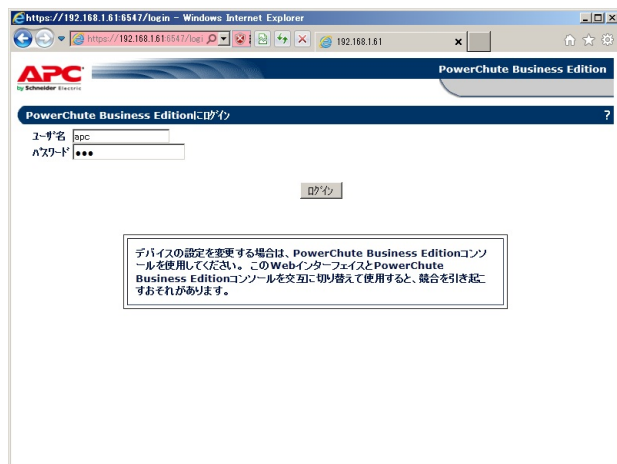 https://192.168.1.61:6547/login - Windows Internet Explorer
https://192.168.1.61:6547/logi
192.168.1.61
APC
by Schneider Electric
PowerChute Business Edition
PowerChute Business Editionにログイン ?
ユーザ名 apc
パスワード ●●●
ログイン
デバイスの設定を変更する場合は、PowerChute Business Editionコンソ
ールを使用してください。このWebインターフェイスとPowerChute
Business Editionコンソールを交互に切り替えて使用すると、競合を引き起こ
すおそれがあります。